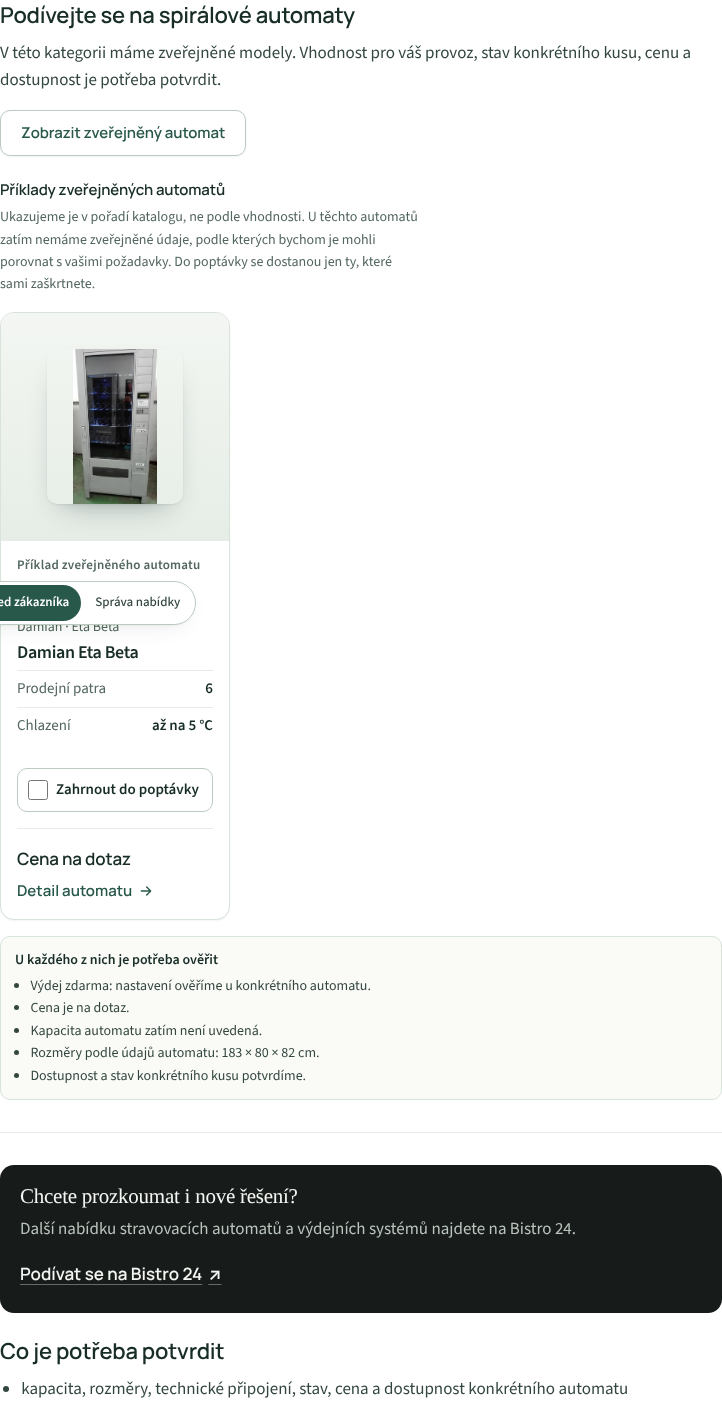 Podívejte se na spirálové automaty
V této kategorii máme zveřejněné modely. Vhodnost pro váš provoz, stav konkrétního kusu, cenu a
dostupnost je potřeba potvrdit.
Zobrazit zveřejněný automat
Příklady zveřejněných automatů
Ukazujeme je v pořadí katalogu, ne podle vhodnosti. U těchto automatů
zatím nemáme zveřejněné údaje, podle kterých bychom je mohli
porovnat s vašimi požadavky. Do poptávky se dostanou jen ty, které
sami zaškrtnete.
Příklad zveřejněného automatu
ed zákazníka Správa nabídky
Damian · Eta Beta
Damian Eta Beta
Prodejní patra 6
Chlazení až na 5 °C
Zahrnout do poptávky
Cena na dotaz
Detail automatu →
U každého z nich je potřeba ověřit
• Výdej zdarma: nastavení ověříme u konkrétního automatu.
• Cena je na dotaz.
• Kapacita automatu zatím není uvedená.
• Rozměry podle údajů automatu: 183 × 80 × 82 cm.
• Dostupnost a stav konkrétního kusu potvrdíme.
Chcete prozkoumat i nové řešení?
Další nabídku stravovacích automatů a výdejních systémů najdete na Bistro 24.
Podívat se na Bistro 24 ↗
Co je potřeba potvrdit
• kapacita, rozměry, technické připojení, stav, cena a dostupnost konkrétního automatu